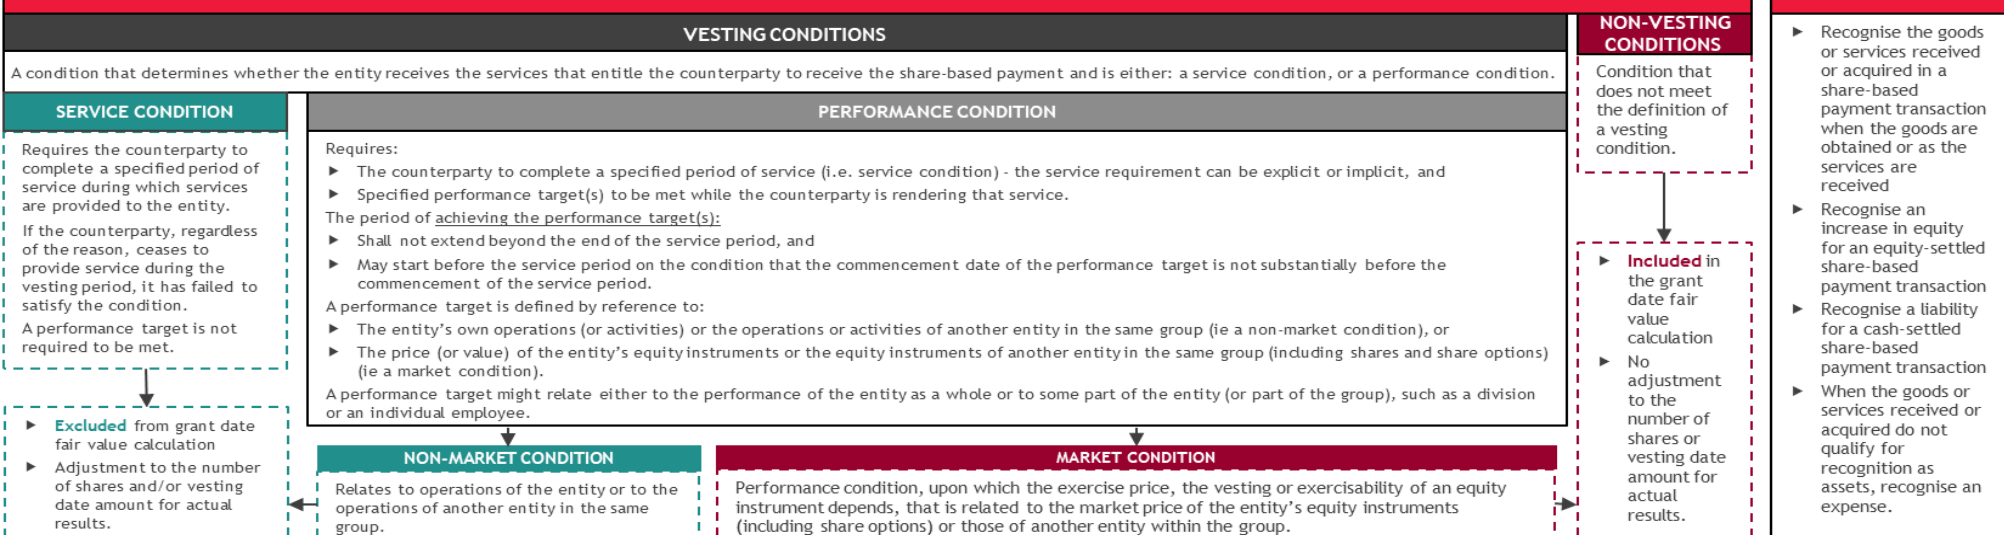 VESTING CONDITIONS
A condition that determines whether the entity receives the services that entitle the counterparty to receive the share-based payment and is either: a service condition, or a performance condition.
SERVICE CONDITION
Requires the counterparty to
complete a specified period of
service during which services
are provided to the entity.
If the counterparty, regardless
of the reason, ceases to
provide service during the
vesting period, it has failed to
satisfy the condition.
A performance target is not
required to be met.
► Excluded from grant date
fair value calculation
► Adjustment to the number
of shares and/or vesting
date amount for actual
results.
PERFORMANCE CONDITION
Requires:
► The counterparty to complete a specified period of service (i.e. service condition) - the service requirement can be explicit or implicit, and
► Specified performance target(s) to be met while the counterparty is rendering that service.
The period of achieving the performance target(s):
► Shall not extend beyond the end of the service period, and
► May start before the service period on the condition that the commencement date of the performance target is not substantially before the
commencement of the service period.
A performance target is defined by reference to:
► The entity's own operations (or activities) or the operations or activities of another entity in the same group (ie a non-market condition), or
► The price (or value) of the entity's equity instruments or the equity instruments of another entity in the same group (including shares and share options)
(ie a market condition).
A performance target might relate either to the performance of the entity as a whole or to some part of the entity (or part of the group), such as a division
or an individual employee.
NON-MARKET CONDITION
Relates to operations of the entity or to the
operations of another entity in the same
group.
MARKET CONDITION
Performance condition, upon which the exercise price, the vesting or exercisability of an equity
instrument depends, that is related to the market price of the entity's equity instruments
(including share options) or those of another entity within the group.
NON-VESTING
CONDITIONS
Condition that
does not meet
the definition of
a vesting
condition.
► Included in
the grant
date fair
value
calculation
► No
adjustment
to the
number of
shares or
vesting date
amount for
actual
results.
► Recognise the goods
or services received
or acquired in a
share-based
payment transaction
when the goods are
obtained or as the
services are
received
► Recognise an
increase in equity
for an equity-settled
share-based
payment transaction
► Recognise a liability
for a cash-settled
share-based
payment transaction
► When the goods or
services received or
acquired do not
qualify for
recognition as
assets, recognise an
expense.